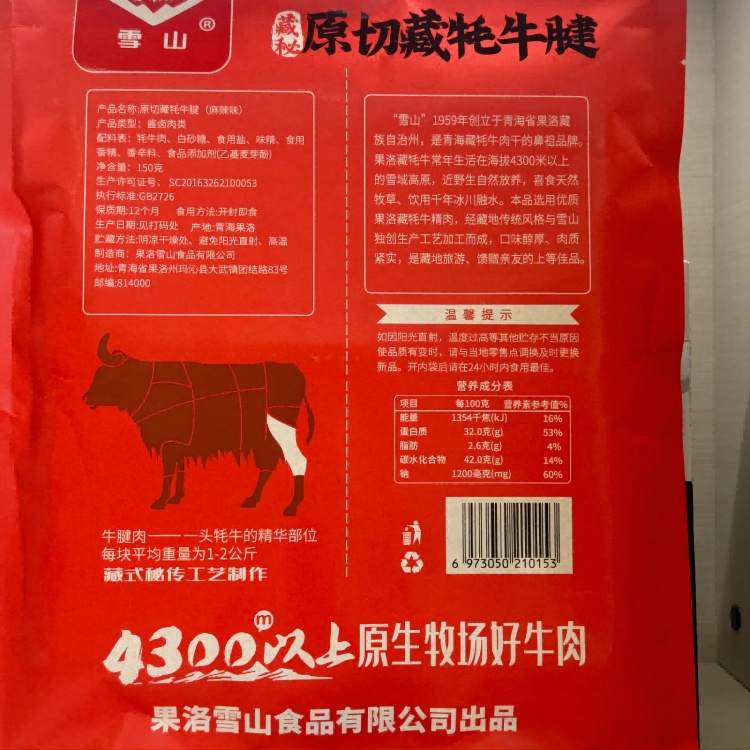 雪山®
藏秘
原切藏牦牛腱
产品名称:原切藏牦牛腱（麻辣味）
产品类型：酱卤肉类
配料表：牦牛肉、白砂糖、食用盐、味精、食用
香精、香辛料、食品添加剂(乙基麦芽酚)
净含量：150克
生产许可证号： SC20163262100053
执行标准:GB2726
保质期:12个月 食用方法:开封即食
生产日期:见打码处 产地:青海果洛
贮藏方法:阴凉干燥处、避免阳光直射、高温
制造商：果洛雪山食品有限公司
地址:青海省果洛州玛沁县大武镇团结路83号
邮编:814000
“雪山”1959年创立于青海省果洛藏
族自治州，是青海藏牦牛肉干的鼻祖品牌。
果洛藏牦牛常年生活在海拔4300米以上
的雪域高原，近野生自然放养，喜食天然
牧草、饮用千年冰川融水。本品选用优质
果洛藏牦牛精肉，经藏地传统风格与雪山
独创生产工艺加工而成，口味醇厚、肉质
紧实，是藏地旅游、馈赠亲友的上等佳品。
温馨提示
如因阳光直射，温度过高等其他贮存不当原因
使品质有变时，请与当地零售点调换及时更换
新品。开内袋后请在24小时内食用最佳。
营养成分表
项目 每100克 营养素参考值%
能量 1354千焦(kJ) 16%
蛋白质 32.0克(g) 53%
脂肪 2.6克(g) 4%
碳水化合物 42.0克(g) 14%
钠 1200毫克(mg) 60%
6 973050 210153
牛腱肉———一头牦牛的精华部位
每块平均重量为1-2公斤
藏式秘传工艺制作
4300m以上原生牧场好牛肉
果洛雪山食品有限公司出品